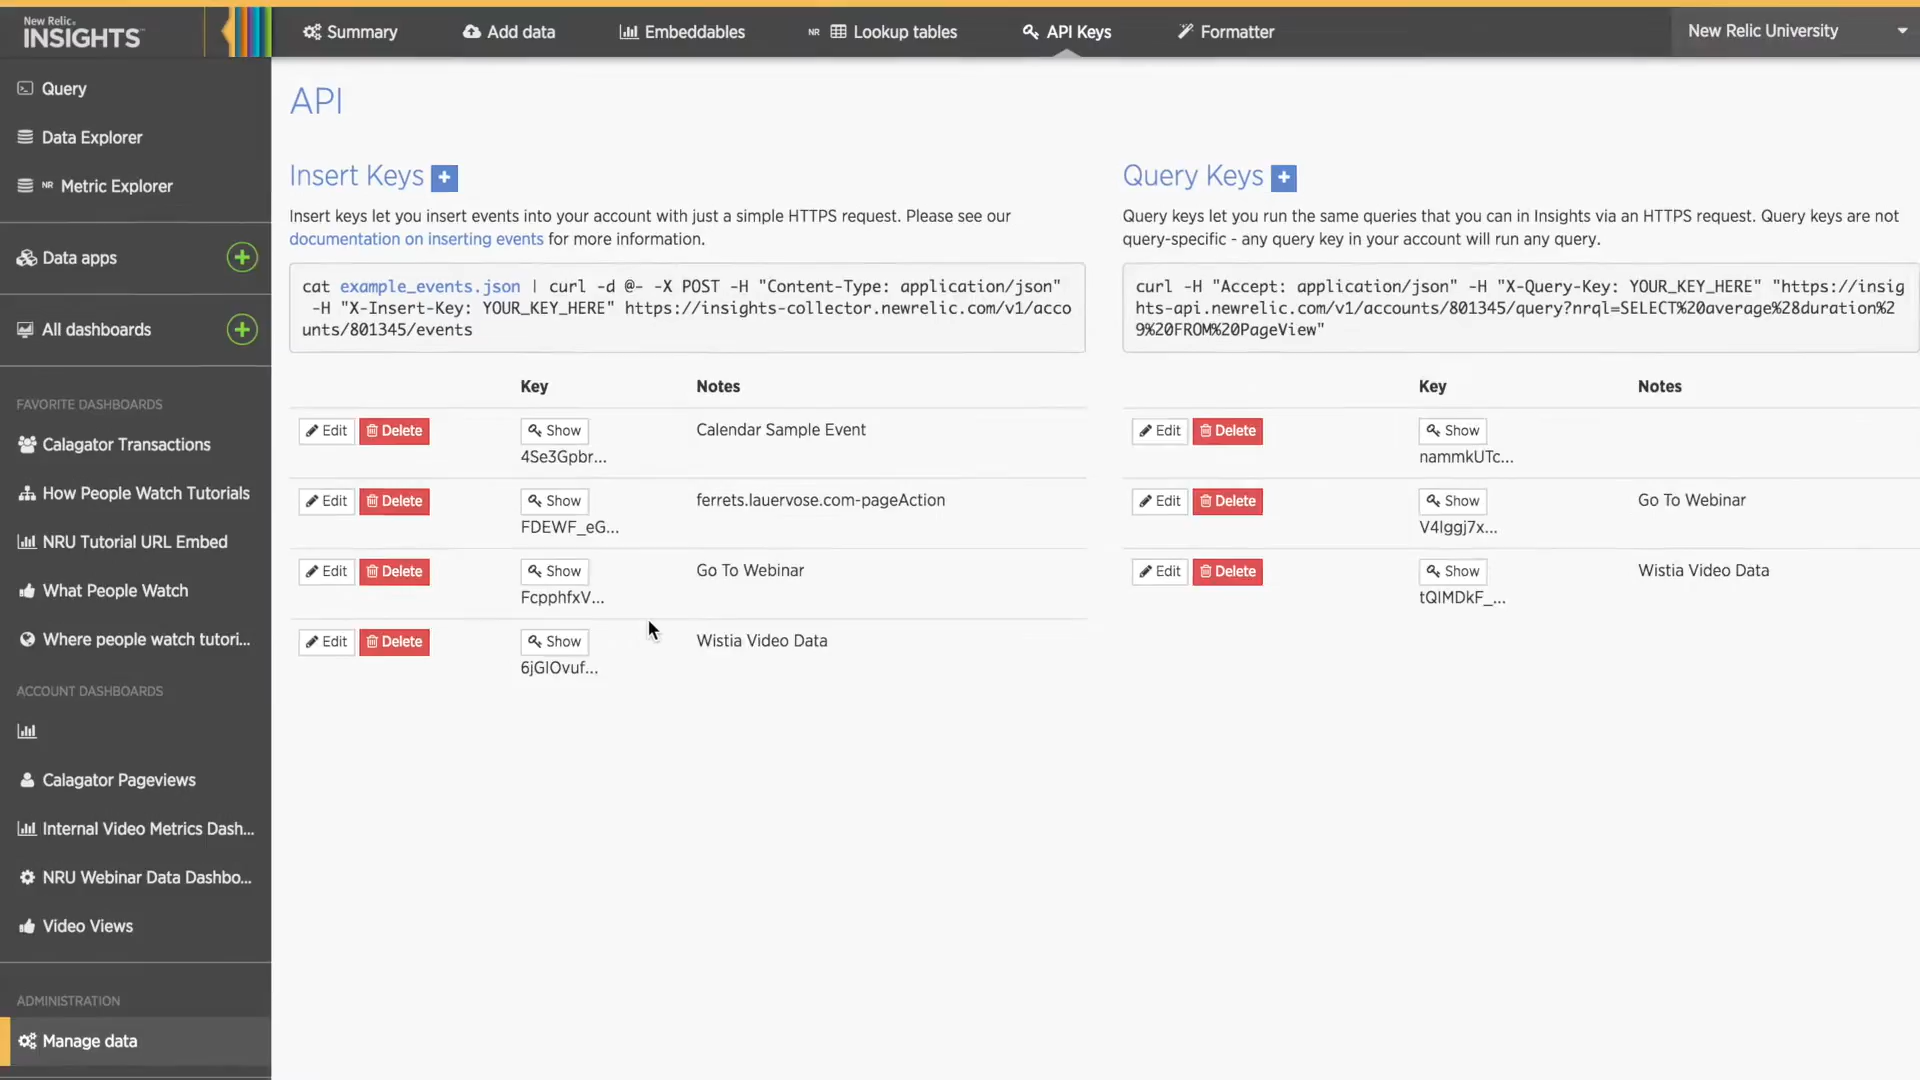 New Relic.
INSIGHTS
Summary
Add data
Embeddables
NR Lookup tables
API Keys
Formatter
New Relic University
Query
Data Explorer
NR Metric Explorer
Data apps
All dashboards
FAVORITE DASHBOARDS
Calagator Transactions
How People Watch Tutorials
NRU Tutorial URL Embed
What People Watch
Where people watch tutori...
ACCOUNT DASHBOARDS
Calagator Pageviews
Internal Video Metrics Dash...
NRU Webinar Data Dashbo...
Video Views
ADMINISTRATION
Manage data
API
Insert Keys +
Insert keys let you insert events into your account with just a simple HTTPS request. Please see our
documentation on inserting events for more information.
cat example_events.json | curl -d @- -X POST -H "Content-Type: application/json"
-H "X-Insert-Key: YOUR_KEY_HERE" https://insights-collector.newrelic.com/v1/acco
unts/801345/events
Key Notes
Edit Delete Show Calendar Sample Event
4Se3Gpbr...
Edit Delete Show ferrets.lauervose.com-pageAction
FDEWF_eG...
Edit Delete Show Go To Webinar
FcpphfxV...
Edit Delete Show Wistia Video Data
6jGlOvuf...
Query Keys +
Query keys let you run the same queries that you can in Insights via an HTTPS request. Query keys are not
query-specific - any query key in your account will run any query.
curl -H "Accept: application/json" -H "X-Query-Key: YOUR_KEY_HERE" "https://insig
hts-api.newrelic.com/v1/accounts/801345/query?nrql=SELECT%20average%28duration%2
9%20FROM%20PageView"
Key Notes
Edit Delete Show
nammkUTc...
Edit Delete Show Go To Webinar
V4Iggj7x...
Edit Delete Show Wistia Video Data
tQIMDkF_...